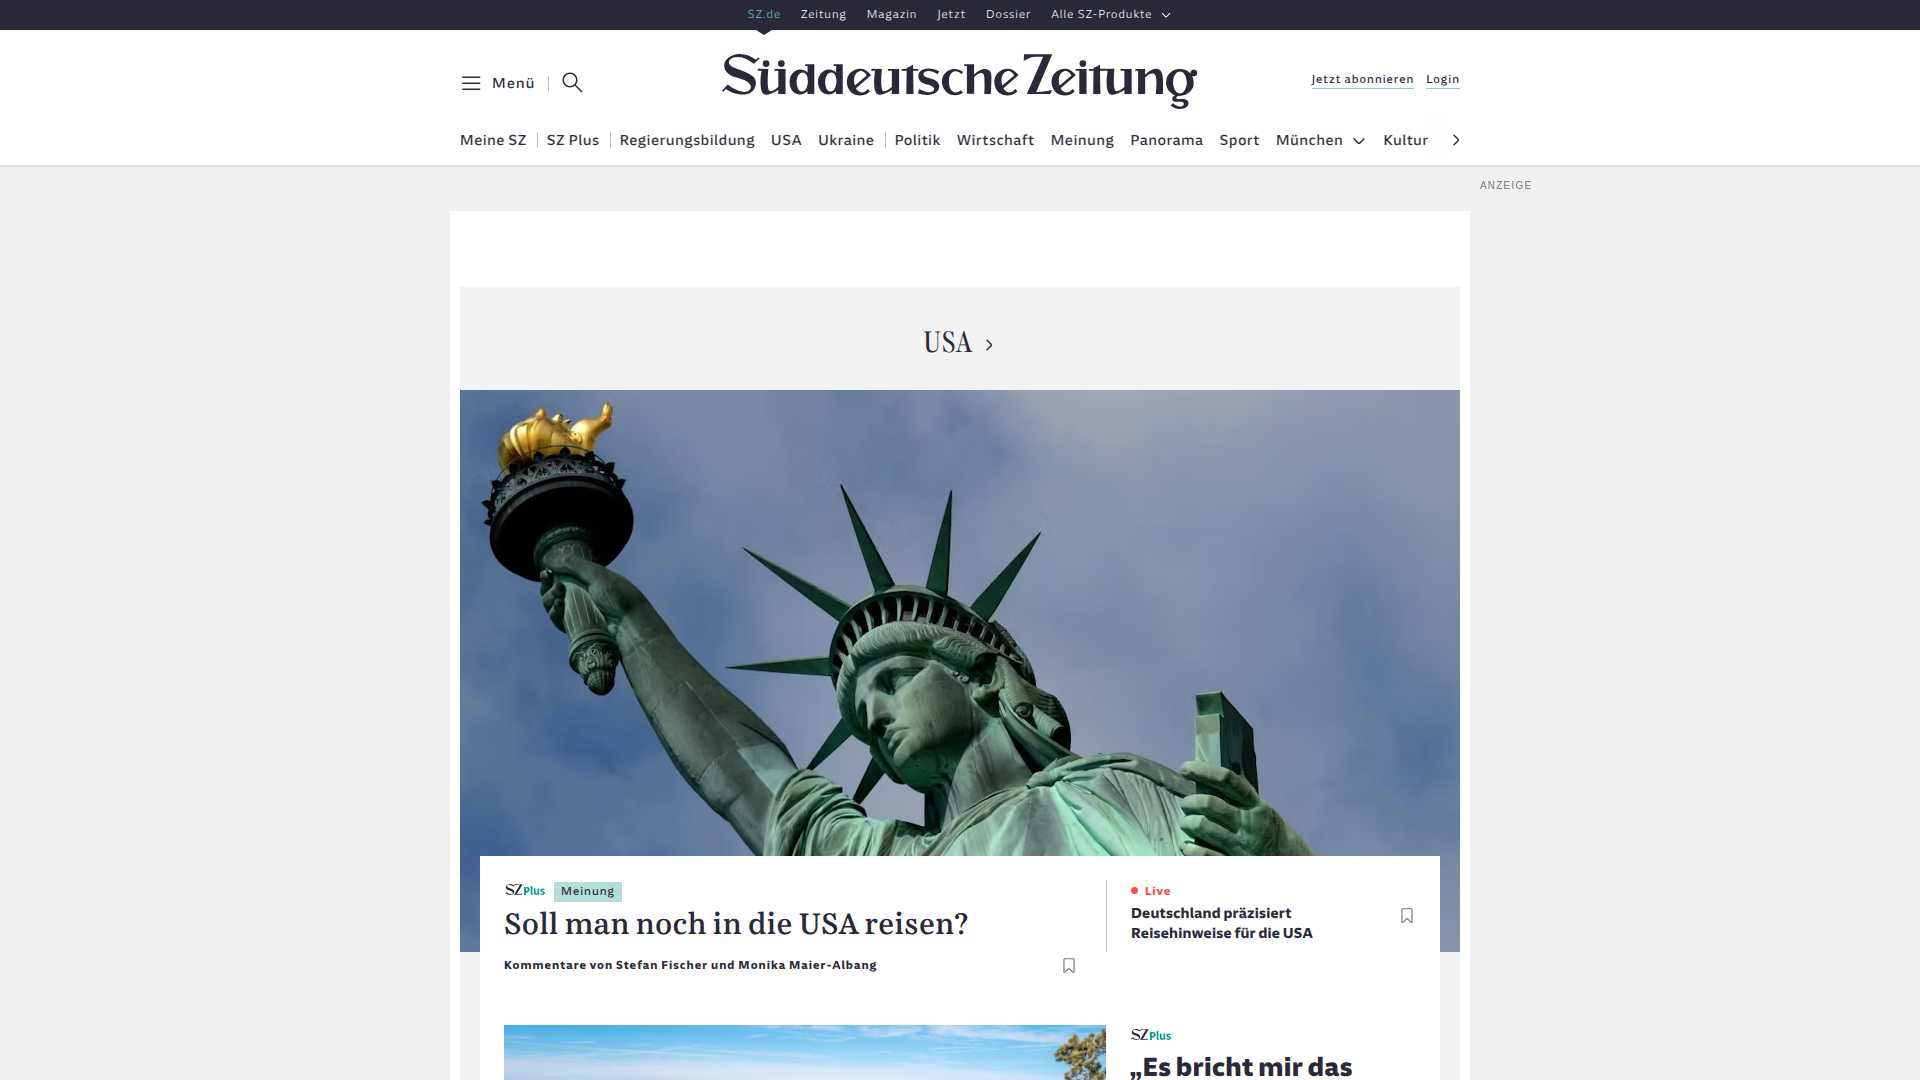 SZ.de Zeitung Magazin Jetzt Dossier Alle SZ-Produkte
Menü
Süddeutsche Zeitung
Jetzt abonnieren Login
Meine SZ SZ Plus Regierungsbildung USA Ukraine Politik Wirtschaft Meinung Panorama Sport München Kultur
ANZEIGE
USA
SZ Plus Meinung
Soll man noch in die USA reisen?
Kommentare von Stefan Fischer und Monika Maier-Albang
Live
Deutschland präzisiert
Reisehinweise für die USA
SZ Plus
„Es bricht mir das